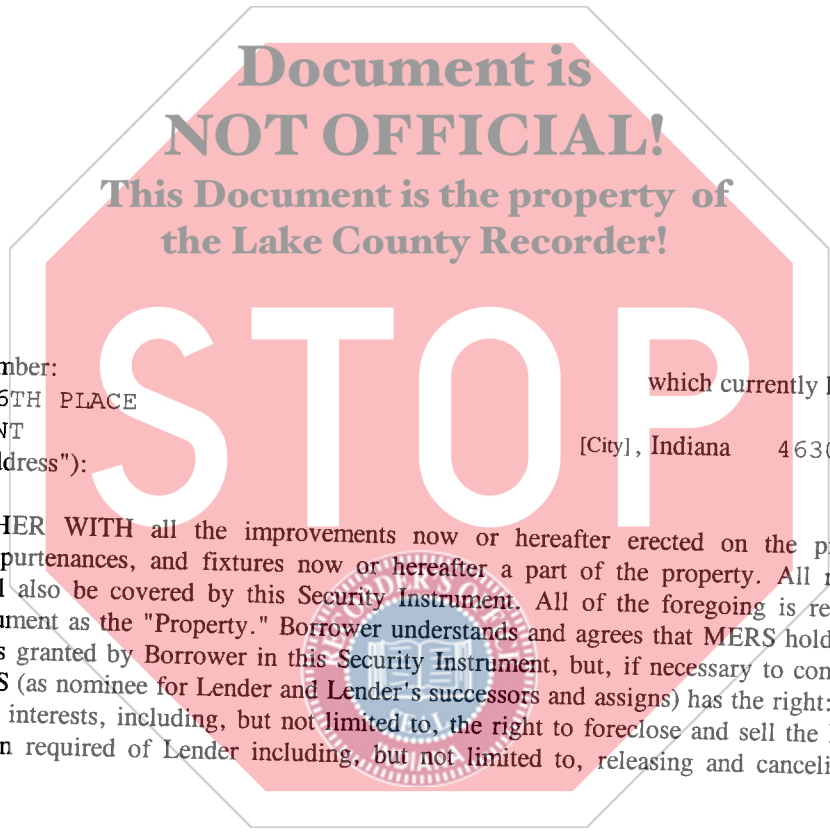 Document is
NOT OFFICIAL!
This Document is the property of
the Lake County Recorder!
STOP
mber:
which currently
6TH PLACE
NT
[City], Indiana 4630
ddress"):
HER WITH all the improvements now or hereafter erected on the
purtenances, and fixtures now or hereafter a part of the property. All
also be covered by this Security Instrument. All of the foregoing is re
ument as the "Property." Borrower understands and agrees that MERS hold
s granted by Borrower in this Security Instrument, but, if necessary to con
S (as nominee for Lender and Lender's successors and assigns) has the right:
interests, including, but not limited to, the right to foreclose and sell the
n required of Lender including, but not limited to, releasing and canceli
RECORDER'S OFFICE
INDIANA